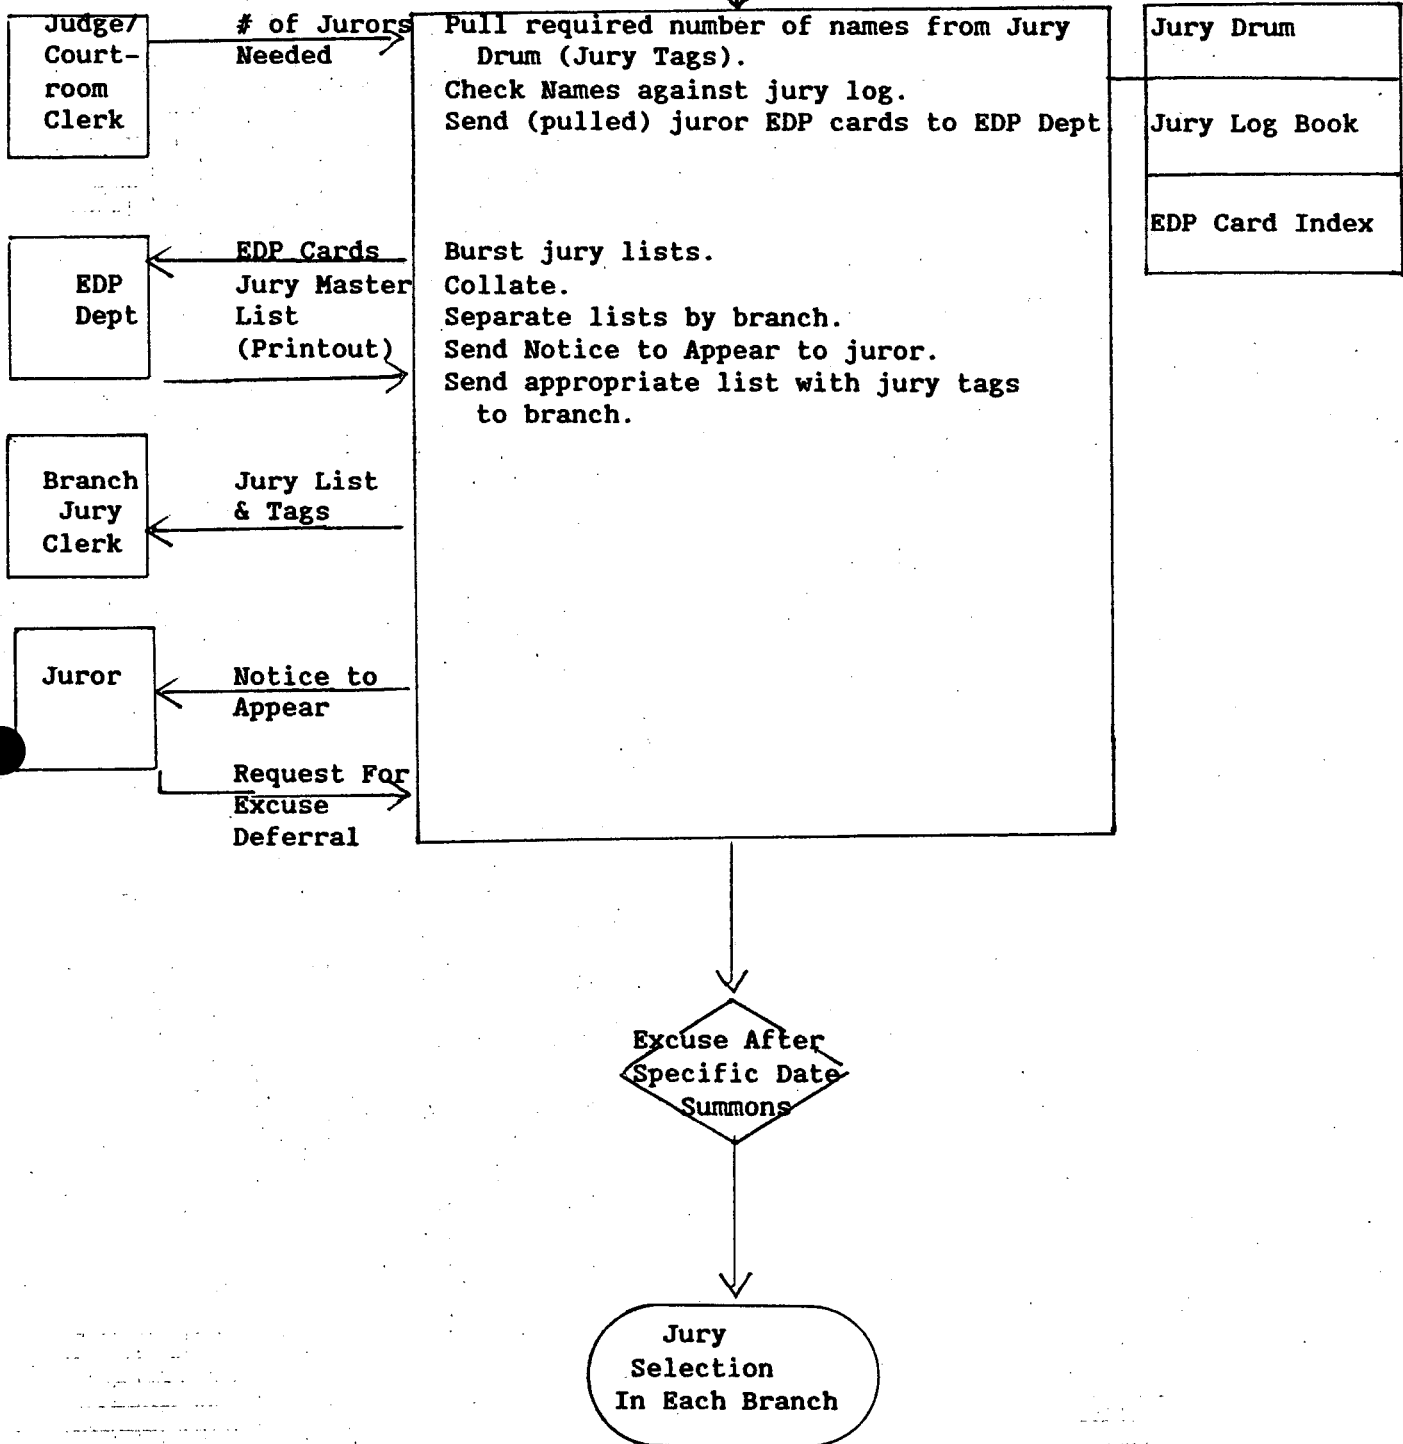 Judge/
Court-
room
Clerk
# of Jurors
Needed
Pull required number of names from Jury
Drum (Jury Tags).
Check Names against jury log.
Send (pulled) juror EDP cards to EDP Dept
Jury Drum
Jury Log Book
EDP Card Index
EDP
Dept
EDP Cards
Jury Master
List
(Printout)
Burst jury lists.
Collate.
Separate lists by branch.
Send Notice to Appear to juror.
Send appropriate list with jury tags
to branch.
Branch
Jury
Clerk
Jury List
& Tags
Juror
Notice to
Appear
Request For
Excuse
Deferral
Excuse After
Specific Date
Summons
Jury
Selection
In Each Branch